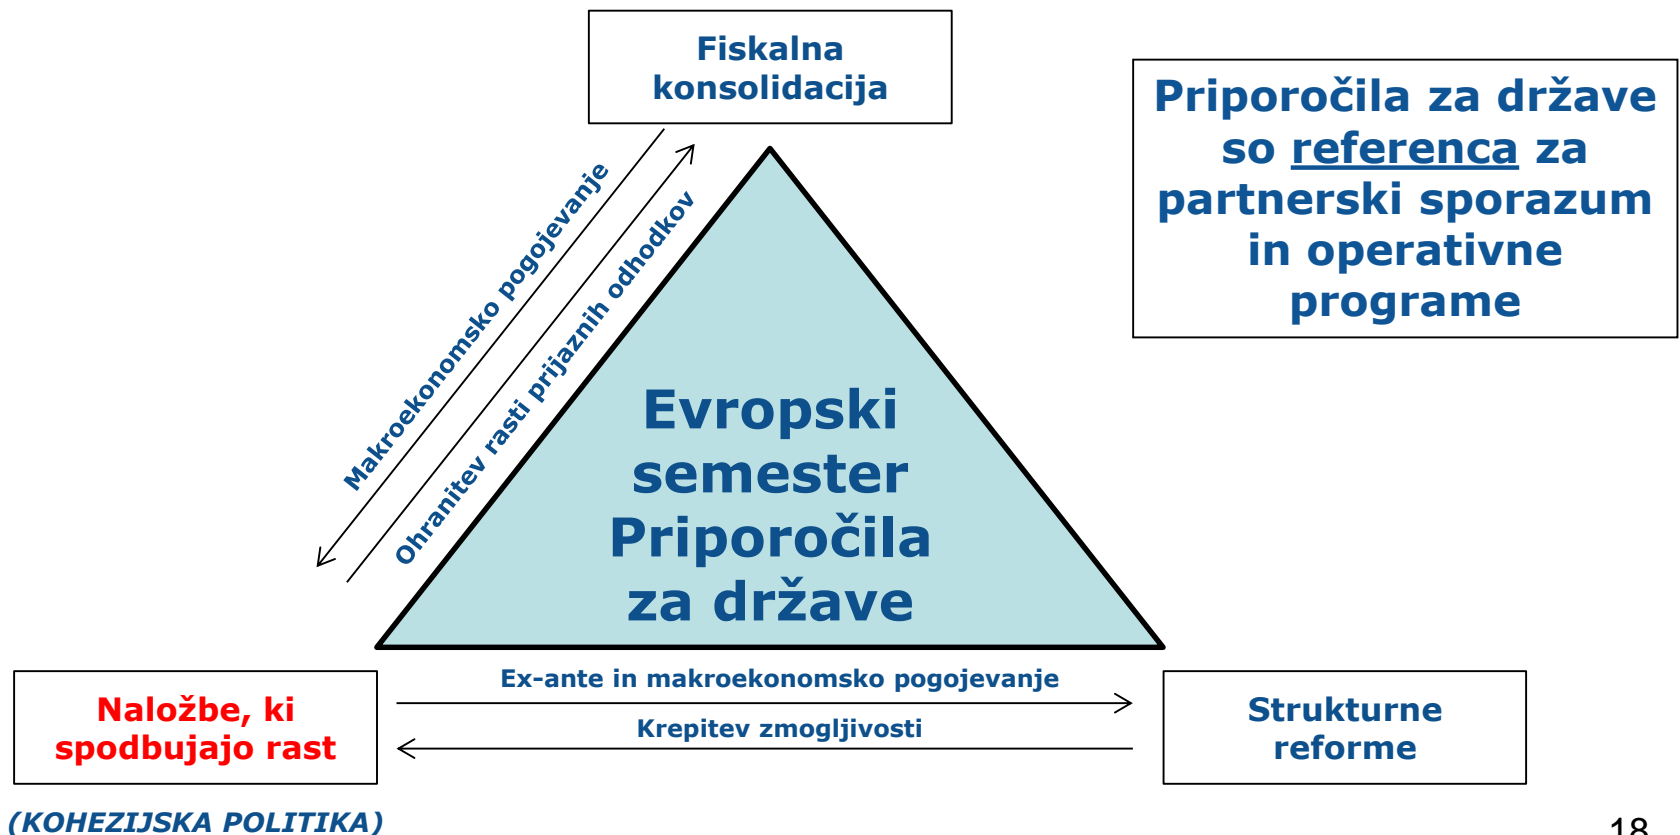 Fiskalna
konsolidacija
Priporočila za države
so referenca za
partnerski sporazum
in operativne
programe
Makroekonomsko pogojevanje
Ohranitev rasti prijaznih odhodkov
Evropski
semester
Priporočila
za države
Naložbe, ki
spodbujajo rast
Ex-ante in makroekonomsko pogojevanje
Krepitev zmogljivosti
Strukturne
reforme
(KOHEZIJSKA POLITIKA)
18